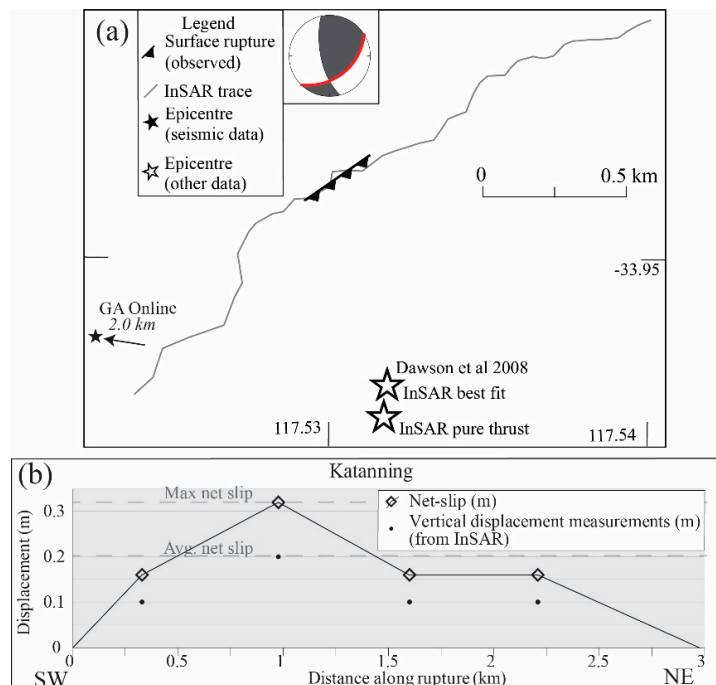 (a)
Legend
Surface rupture
(observed)
InSAR trace
Epicentre
(seismic data)
Epicentre
(other data)
0 0.5 km
-33.95
GA Online
2.0 km
Dawson et al 2008
InSAR best fit
InSAR pure thrust
117.53
117.54
(b)
Katanning
Max net slip
Avg. net slip
Net-slip (m)
Vertical displacement measurements (m)
(from InSAR)
Displacement (m)
0.3
0.2
0.1
0
0 0.5 1 1.5 2 2.5 3
SW Distance along rupture (km) NE